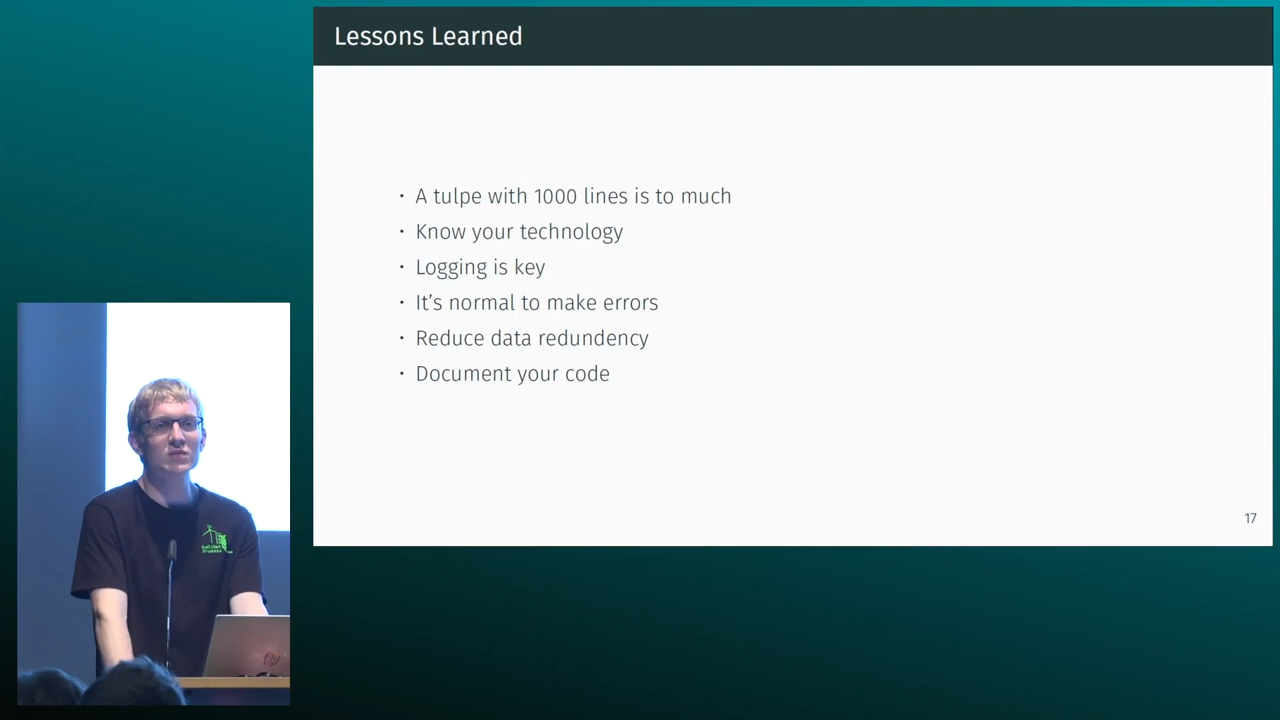 Lessons Learned
• A tulpe with 1000 lines is to much
• Know your technology
• Logging is key
• It’s normal to make errors
• Reduce data redundency
• Document your code
17